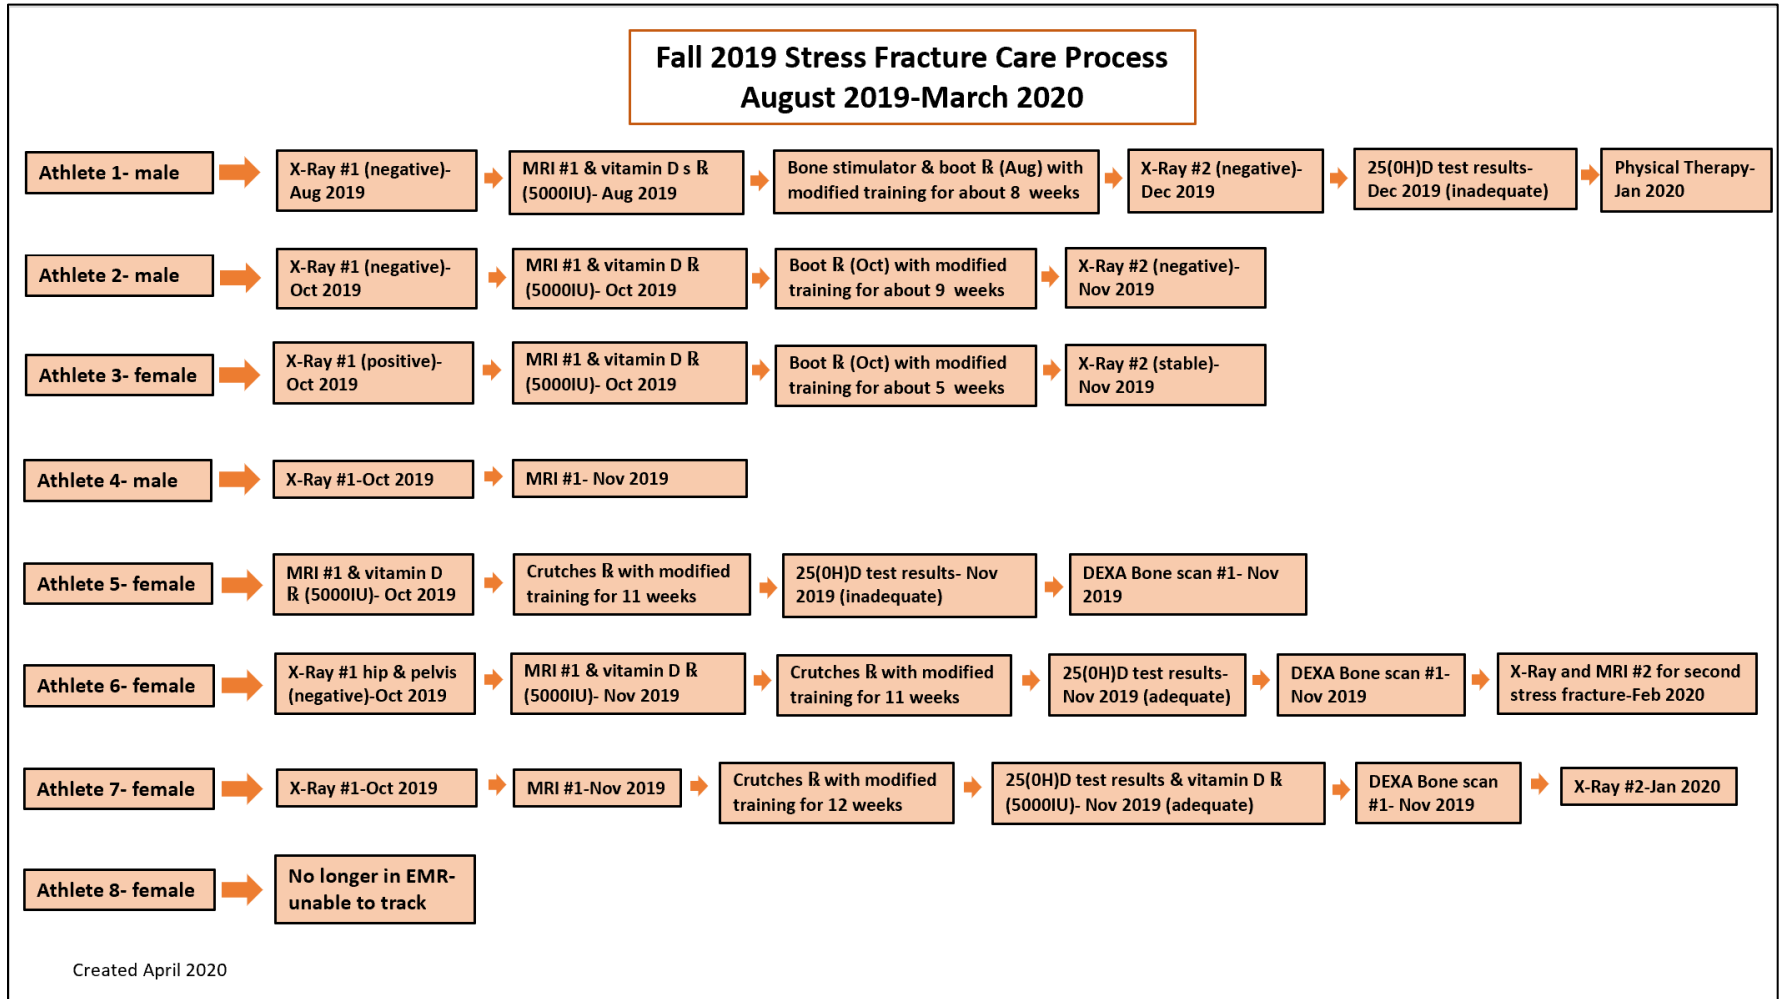 Fall 2019 Stress Fracture Care Process
August 2019-March 2020
Athlete 1- male
X-Ray #1 (negative)-
Aug 2019
MRI #1 & vitamin D s ℞
(5000IU)- Aug 2019
Bone stimulator & boot ℞ (Aug) with
modified training for about 8  weeks
X-Ray #2 (negative)-
Dec 2019
25(0H)D test results-
Dec 2019 (inadequate)
Physical Therapy-
Jan 2020
Athlete 2- male
X-Ray #1 (negative)-
Oct 2019
MRI #1 & vitamin D ℞
(5000IU)- Oct 2019
Boot ℞ (Oct) with modified
training for about 9  weeks
X-Ray #2 (negative)-
Nov 2019
Athlete 3- female
X-Ray #1 (positive)-
Oct 2019
MRI #1 & vitamin D ℞
(5000IU)- Oct 2019
Boot ℞ (Oct) with modified
training for about 5  weeks
X-Ray #2 (stable)-
Nov 2019
Athlete 4- male
X-Ray #1-Oct 2019
MRI #1- Nov 2019
Athlete 5- female
MRI #1 & vitamin D
℞ (5000IU)- Oct 2019
Crutches ℞ with modified
training for 11 weeks
25(0H)D test results- Nov
2019 (inadequate)
DEXA Bone scan #1- Nov
2019
Athlete 6- female
X-Ray #1 hip & pelvis
(negative)-Oct 2019
MRI #1 & vitamin D ℞
(5000IU)- Nov 2019
Crutches ℞ with modified
training for 11 weeks
25(0H)D test results-
Nov 2019 (adequate)
DEXA Bone scan #1-
Nov 2019
X-Ray and MRI #2 for second
stress fracture-Feb 2020
Athlete 7- female
X-Ray #1-Oct 2019
MRI #1-Nov 2019
Crutches ℞ with modified
training for 12 weeks
25(0H)D test results & vitamin D ℞
(5000IU)- Nov 2019 (adequate)
DEXA Bone scan
#1- Nov 2019
X-Ray #2-Jan 2020
Athlete 8- female
No longer in EMR-
unable to track
Created April 2020